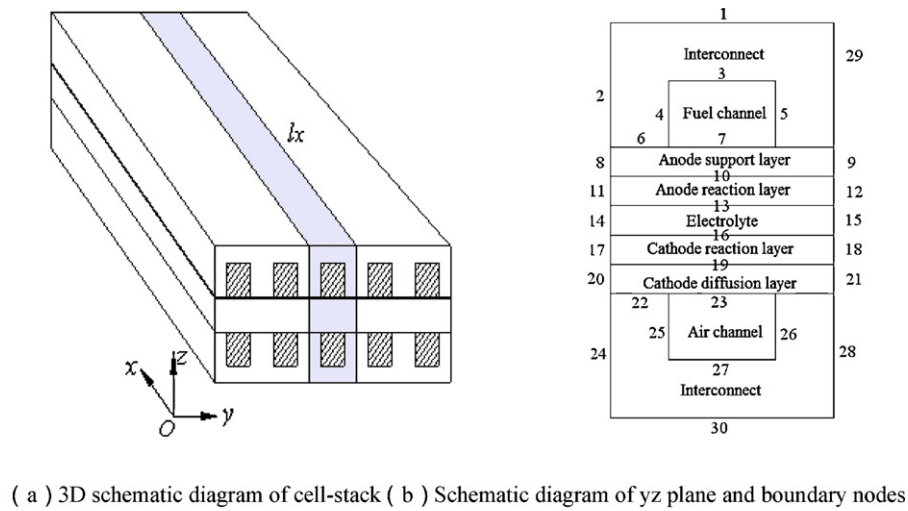 lx
x
z
O
y
1
Interconnect
29
3
2
4
Fuel channel
5
6
7
8
Anode support layer
9
10
11
Anode reaction layer
12
13
14
Electrolyte
15
16
17
Cathode reaction layer
18
19
20
Cathode diffusion layer
21
22
23
25
Air channel
26
24
28
27
Interconnect
30
( a ) 3D schematic diagram of cell-stack ( b ) Schematic diagram of yz plane and boundary nodes